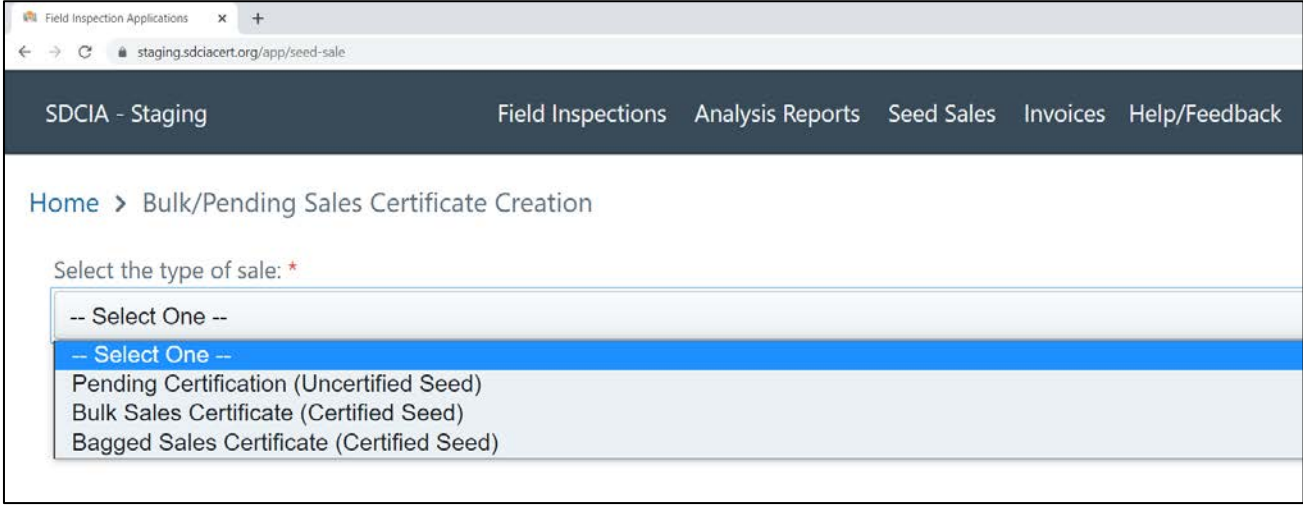 Field Inspection Applications
staging.sdciacert.org/app/seed-sale
SDCIA - Staging Field Inspections Analysis Reports Seed Sales Invoices Help/Feedback
Home > Bulk/Pending Sales Certificate Creation
Select the type of sale: *
-- Select One --
-- Select One --
Pending Certification (Uncertified Seed)
Bulk Sales Certificate (Certified Seed)
Bagged Sales Certificate (Certified Seed)